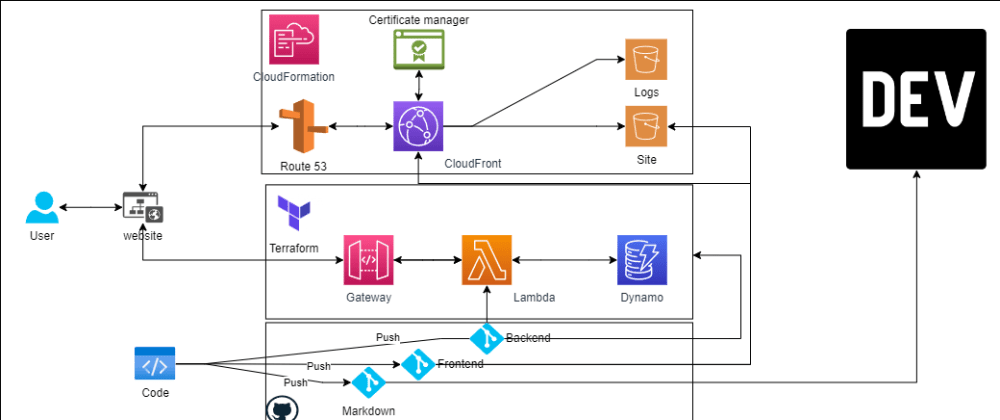 Certificate manager
CloudFormation
Logs
DEV
Route 53
CloudFront
Site
User
website
Terraform
Gateway
Lambda
Dynamo
Push
Backend
Push
Frontend
Push
Code
Markdown